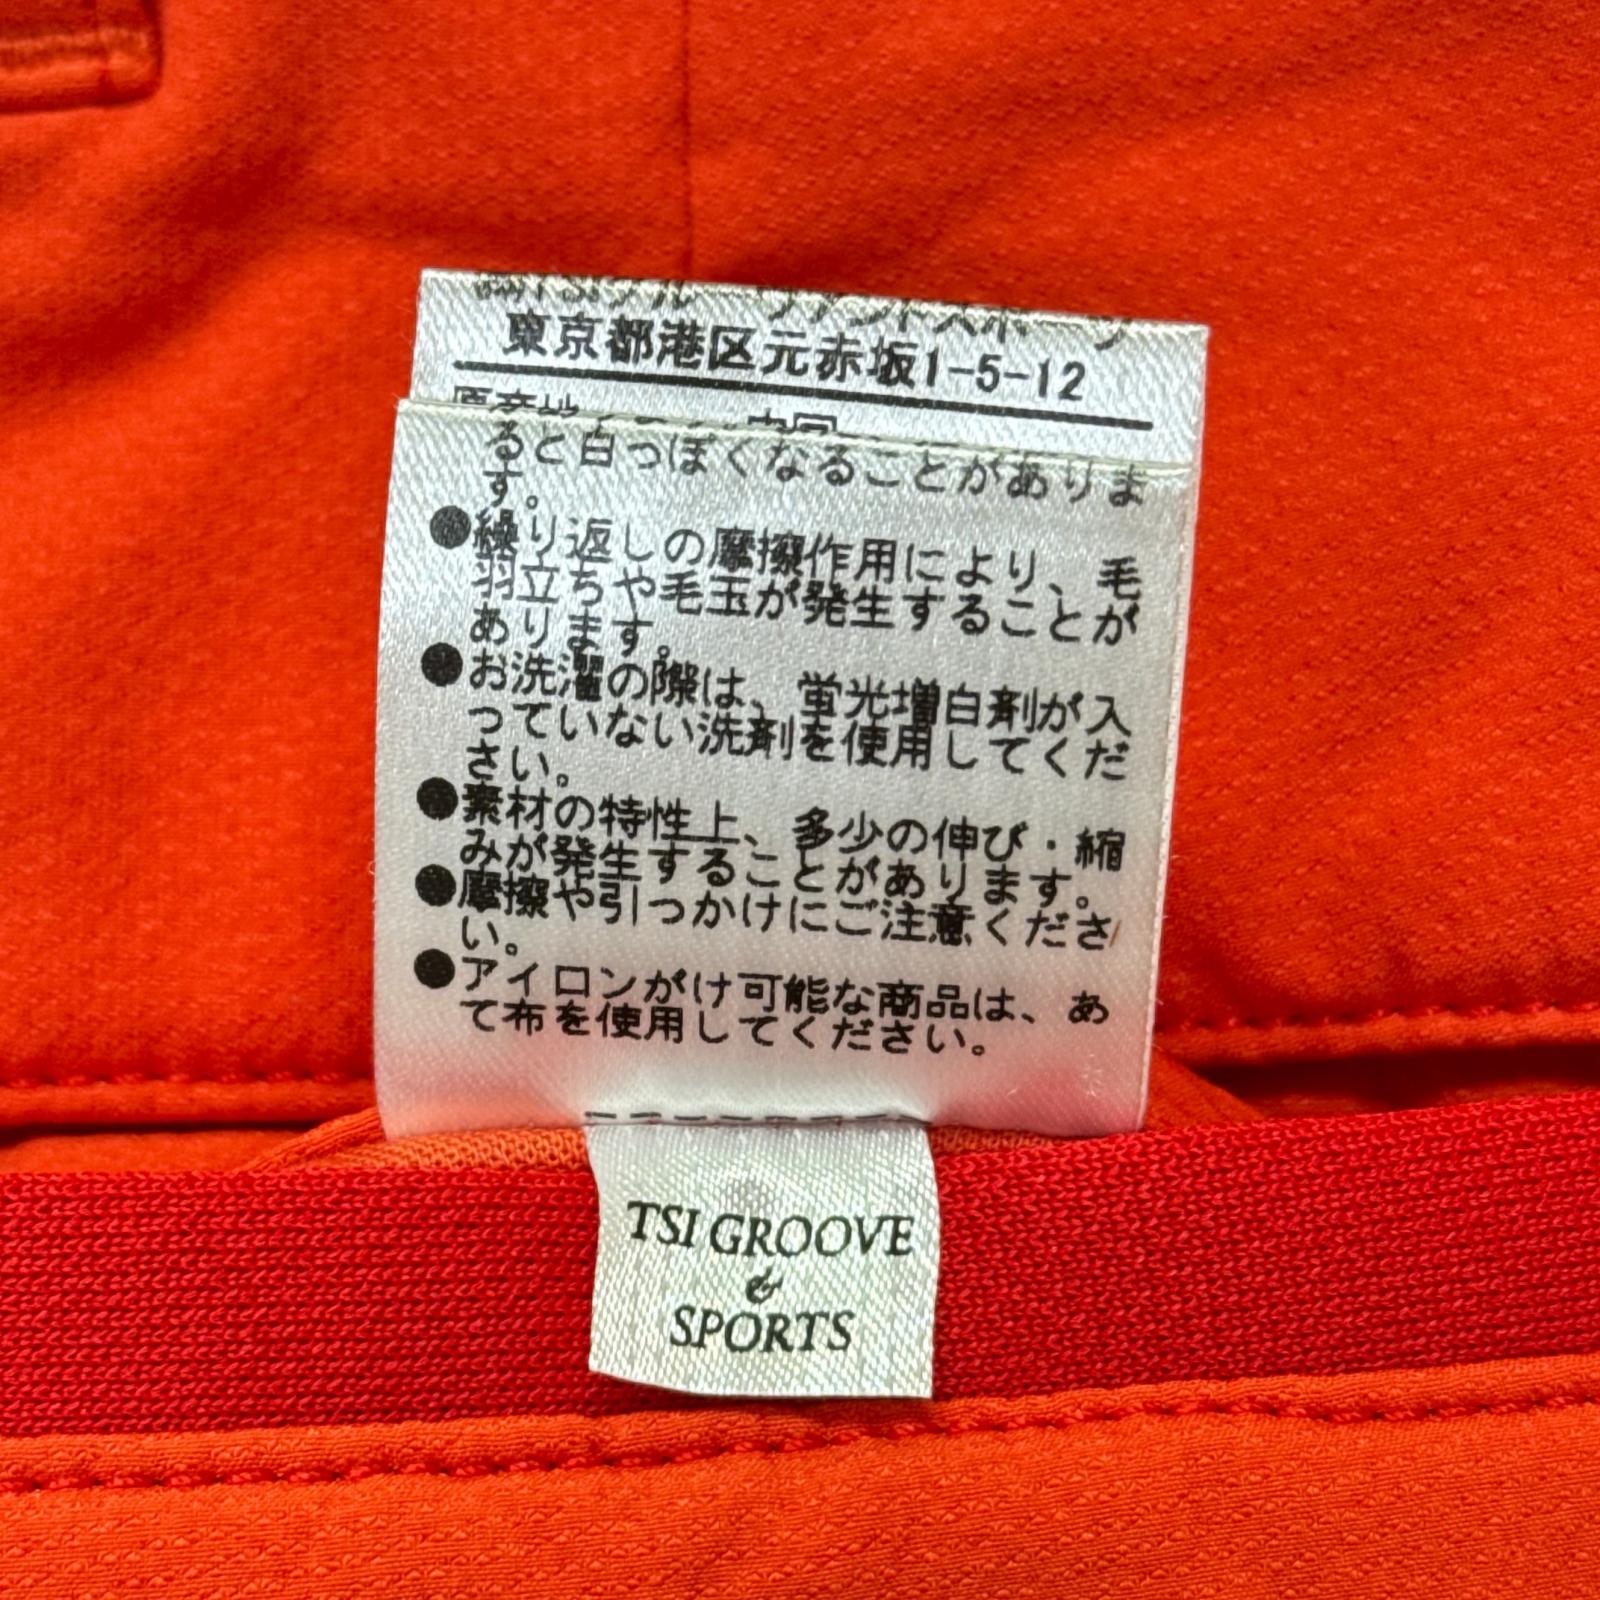 東京都港区元赤坂1-5-12
ると白っぽくなることがありま
す。
●繰り返しの摩擦作用により、毛
羽立ちや毛玉が発生することが
あります。
●お洗濯の際は、蛍光増白剤が入
っていない洗剤を使用してくだ
さい。
●素材の特性上、多少の伸び・縮
みが発生することがあります。
●摩擦や引っかけにご注意くださ
い。
●アイロンがけ可能な商品は、あ
て布を使用してください。
TSI GROOVE
&
SPORTS